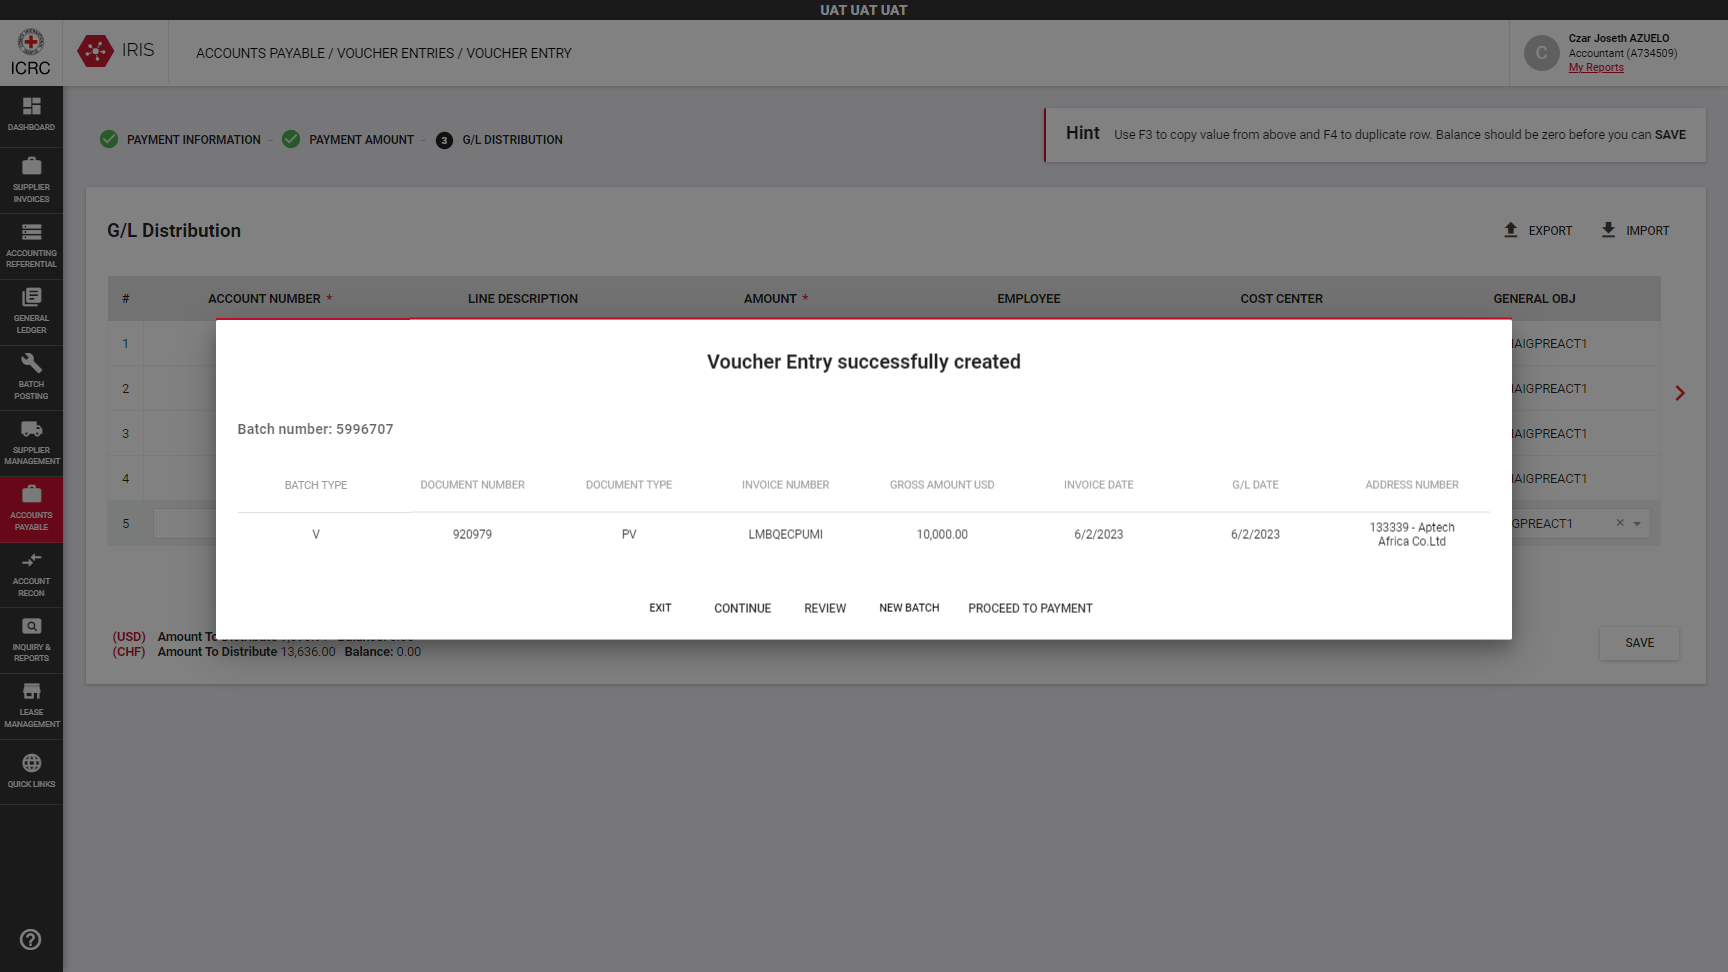 UAT UAT UAT
ICRC
IRIS
ACCOUNTS PAYABLE / VOUCHER ENTRIES / VOUCHER ENTRY
C
Czar Joseth AZUELO
Accountant (A734509)
My Reports
DASHBOARD
SUPPLIER
INVOICES
ACCOUNTING
REFERENTIAL
GENERAL
LEDGER
BATCH
POSTING
SUPPLIER
MANAGEMENT
ACCOUNTS
PAYABLE
ACCOUNT
RECON
INQUIRY &
REPORTS
LEASE
MANAGEMENT
QUICK LINKS
PAYMENT INFORMATION
PAYMENT AMOUNT
3 G/L DISTRIBUTION
Hint Use F3 to copy value from above and F4 to duplicate row. Balance should be zero before you can SAVE
G/L Distribution
EXPORT
IMPORT
# ACCOUNT NUMBER * LINE DESCRIPTION AMOUNT * EMPLOYEE COST CENTER GENERAL OBJ
1 AIGPREACT1
2 AIGPREACT1
3 AIGPREACT1
4 AIGPREACT1
5 GPREACT1
Voucher Entry successfully created
Batch number: 5996707
BATCH TYPE DOCUMENT NUMBER DOCUMENT TYPE INVOICE NUMBER GROSS AMOUNT USD INVOICE DATE G/L DATE ADDRESS NUMBER
V 920979 PV LMBQECPUMI 10,000.00 6/2/2023 6/2/2023 133339 - Aptech
Africa Co.Ltd
EXIT CONTINUE REVIEW NEW BATCH PROCEED TO PAYMENT
(USD) Amount To Distribute
(CHF) Amount To Distribute 13,636.00 Balance: 0.00
SAVE